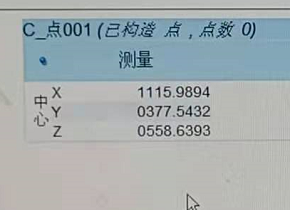 C_点001 (已构造 点，点数 0)
测量
中心
X 1115.9894
Y 0377.5432
Z 0558.6393